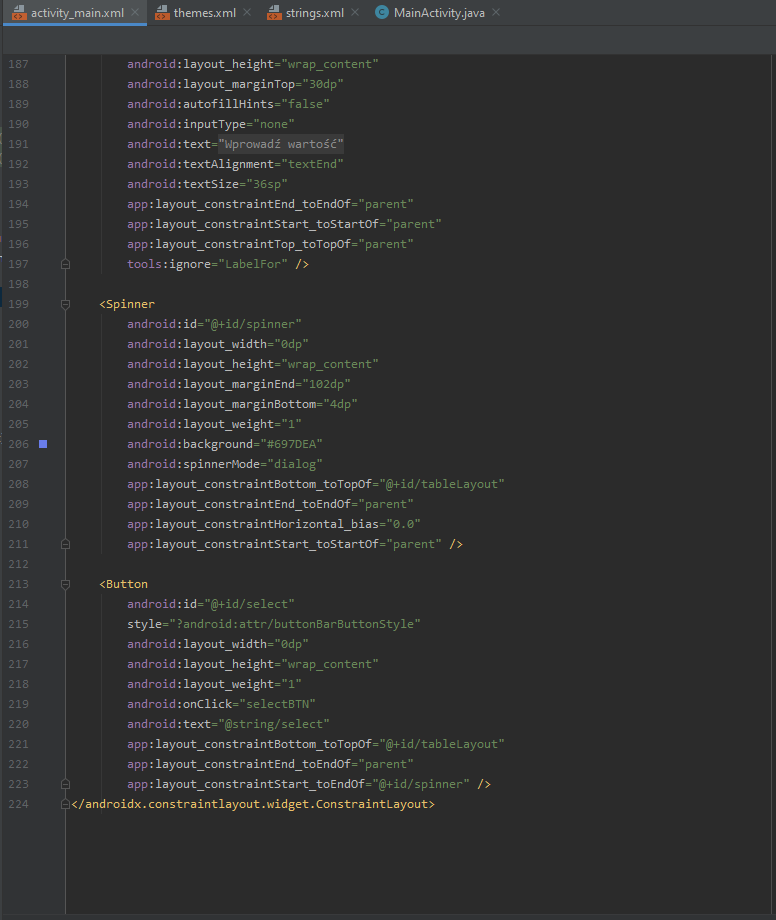 activity_main.xml themes.xml strings.xml MainActivity.java
187 android:layout_height="wrap_content"
188 android:layout_marginTop="30dp"
189 android:autofillHints="false"
190 android:inputType="none"
191 android:text="Wprowadź wartość"
192 android:textAlignment="textEnd"
193 android:textSize="36sp"
194 app:layout_constraintEnd_toEndOf="parent"
195 app:layout_constraintStart_toStartOf="parent"
196 app:layout_constraintTop_toTopOf="parent"
197 tools:ignore="LabelFor" />
198
199 <Spinner
200 android:id="@+id/spinner"
201 android:layout_width="0dp"
202 android:layout_height="wrap_content"
203 android:layout_marginEnd="102dp"
204 android:layout_marginBottom="4dp"
205 android:layout_weight="1"
206 android:background="#697DEA"
207 android:spinnerMode="dialog"
208 app:layout_constraintBottom_toTopOf="@+id/tableLayout"
209 app:layout_constraintEnd_toEndOf="parent"
210 app:layout_constraintHorizontal_bias="0.0"
211 app:layout_constraintStart_toStartOf="parent" />
212
213 <Button
214 android:id="@+id/select"
215 style="?android:attr/buttonBarButtonStyle"
216 android:layout_width="0dp"
217 android:layout_height="wrap_content"
218 android:layout_weight="1"
219 android:onClick="selectBTN"
220 android:text="@string/select"
221 app:layout_constraintBottom_toTopOf="@+id/tableLayout"
222 app:layout_constraintEnd_toEndOf="parent"
223 app:layout_constraintStart_toEndOf="@+id/spinner" />
224 </androidx.constraintlayout.widget.ConstraintLayout>